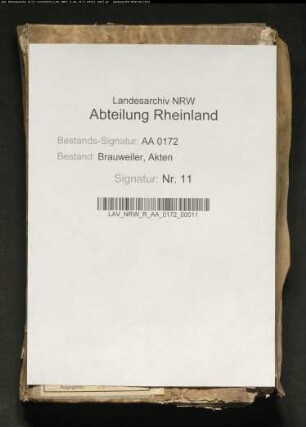 Landesarchiv NRW
Abteilung Rheinland
Bestands-Signatur: AA 0172
Bestand: Brauweiler, Akten
Signatur: Nr. 11
LAV_NRW_R_AA_0172_00011